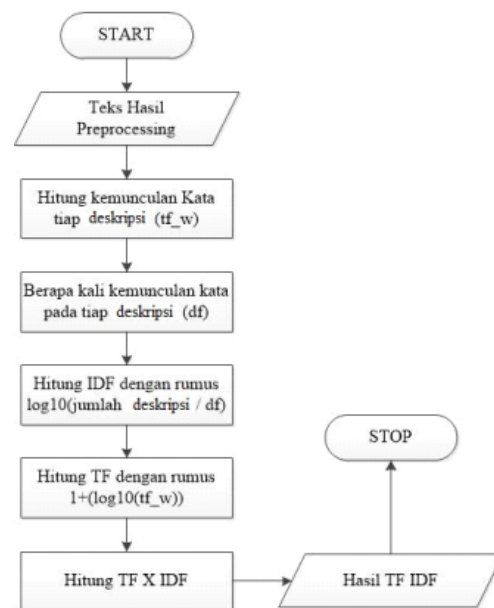 START
Teks Hasil
Preprocessing
Hitung kemunculan Kata
tiap deskripsi (tf_w)
Berapa kali kemunculan kata
pada tiap deskripsi (df)
Hitung IDF dengan rumus
log10(jumlah deskripsi / df)
Hitung TF dengan rumus
1+(log10(tf_w))
Hitung TF X IDF
Hasil TF IDF
STOP